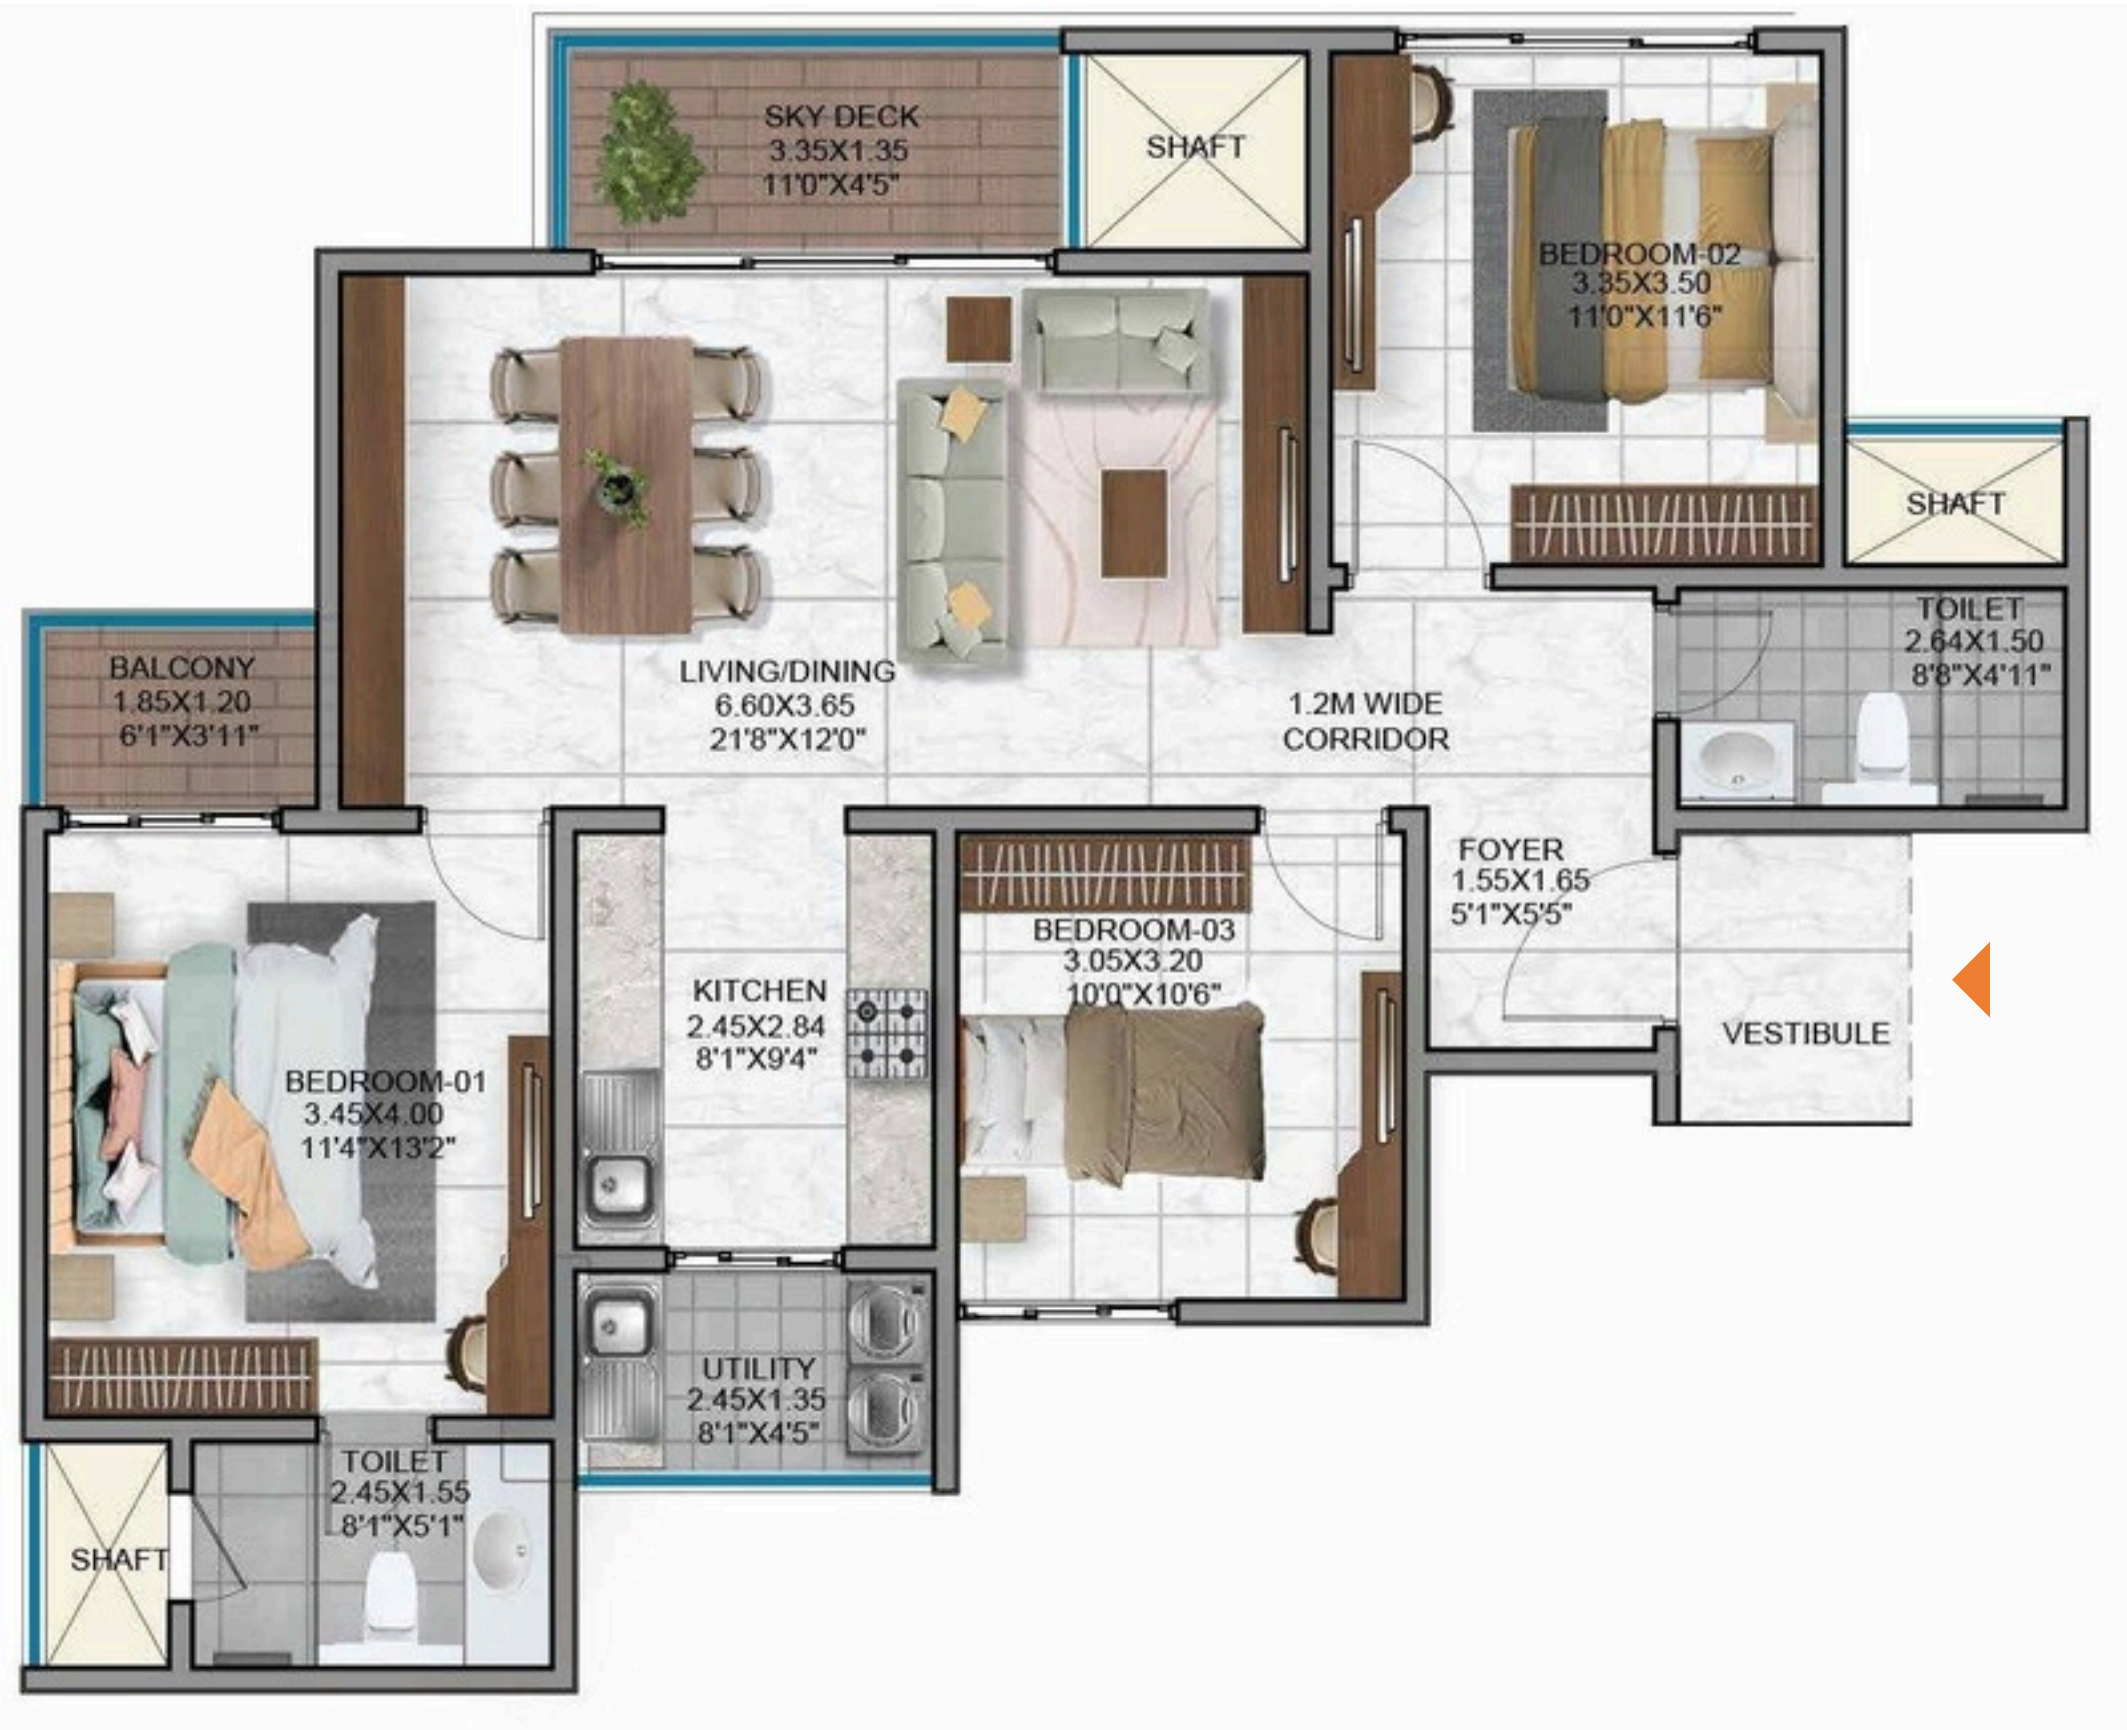 SKY DECK
3.35X1.35
11'0"X4'5"
SHAFT
BEDROOM-02
3.35X3.50
11'0"X11'6"
SHAFT
TOILET
2.64X1.50
8'8"X4'11"
BALCONY
1.85X1.20
6'1"X3'11"
LIVING/DINING
6.60X3.65
21'8"X12'0"
1.2M WIDE
CORRIDOR
FOYER
1.55X1.65
5'1"X5'5"
BEDROOM-03
3.05X3.20
10'0"X10'6"
KITCHEN
2.45X2.84
8'1"X9'4"
VESTIBULE
BEDROOM-01
3.45X4.00
11'4"X13'2"
UTILITY
2.45X1.35
8'1"X4'5"
TOILET
2.45X1.55
8'1"X5'1"
SHAFT